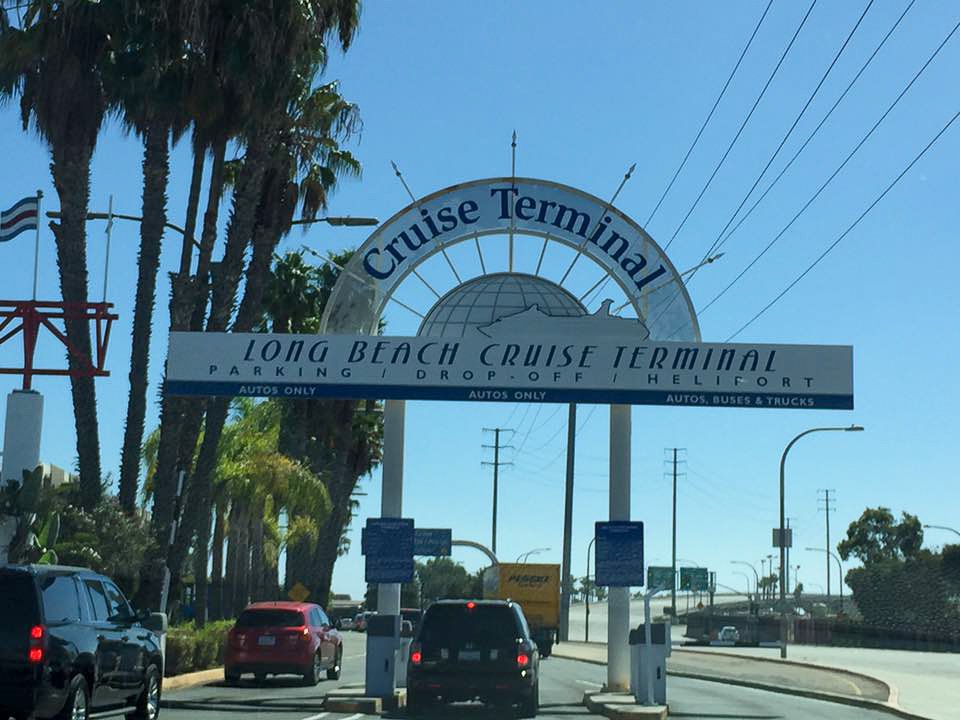 Cruise Terminal
LONG BEACH CRUISE TERMINAL
PARKING / DROP-OFF / HELIPORT
AUTOS ONLY AUTOS ONLY AUTOS, BUSES & TRUCKS
PENSKE